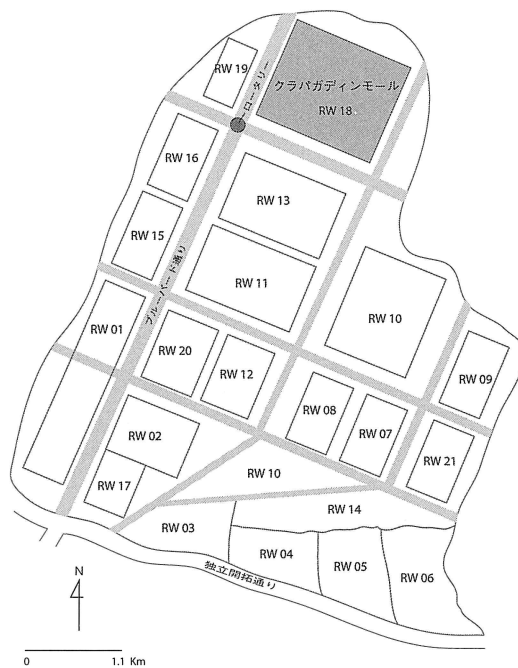 RW 19
クラパガディンモール
RW 18
ロータリー
RW 16
RW 13
RW 15
RW 11
ブルーバード通り
RW 10
RW 01
RW 20
RW 12
RW 09
RW 08
RW 07
RW 02
RW 21
RW 10
RW 17
RW 14
RW 03
RW 04
RW 05
RW 06
独立開拓通り
N
0 1.1 Km